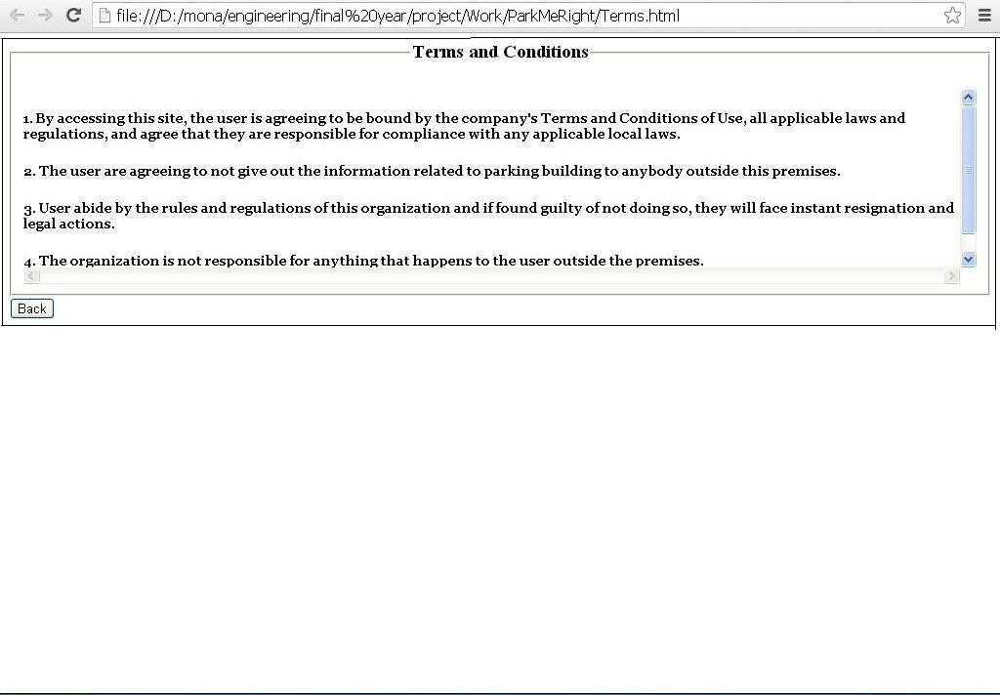 file:///D:/mona/engineering/final%20year/project/Work/ParkMeRight/Terms.html
Terms and Conditions
1. By accessing this site, the user is agreeing to be bound by the company's Terms and Conditions of Use, all applicable laws and
regulations, and agree that they are responsible for compliance with any applicable local laws.
2. The user are agreeing to not give out the information related to parking building to anybody outside this premises.
3. User abide by the rules and regulations of this organization and if found guilty of not doing so, they will face instant resignation and
legal actions.
4. The organization is not responsible for anything that happens to the user outside the premises.
Back